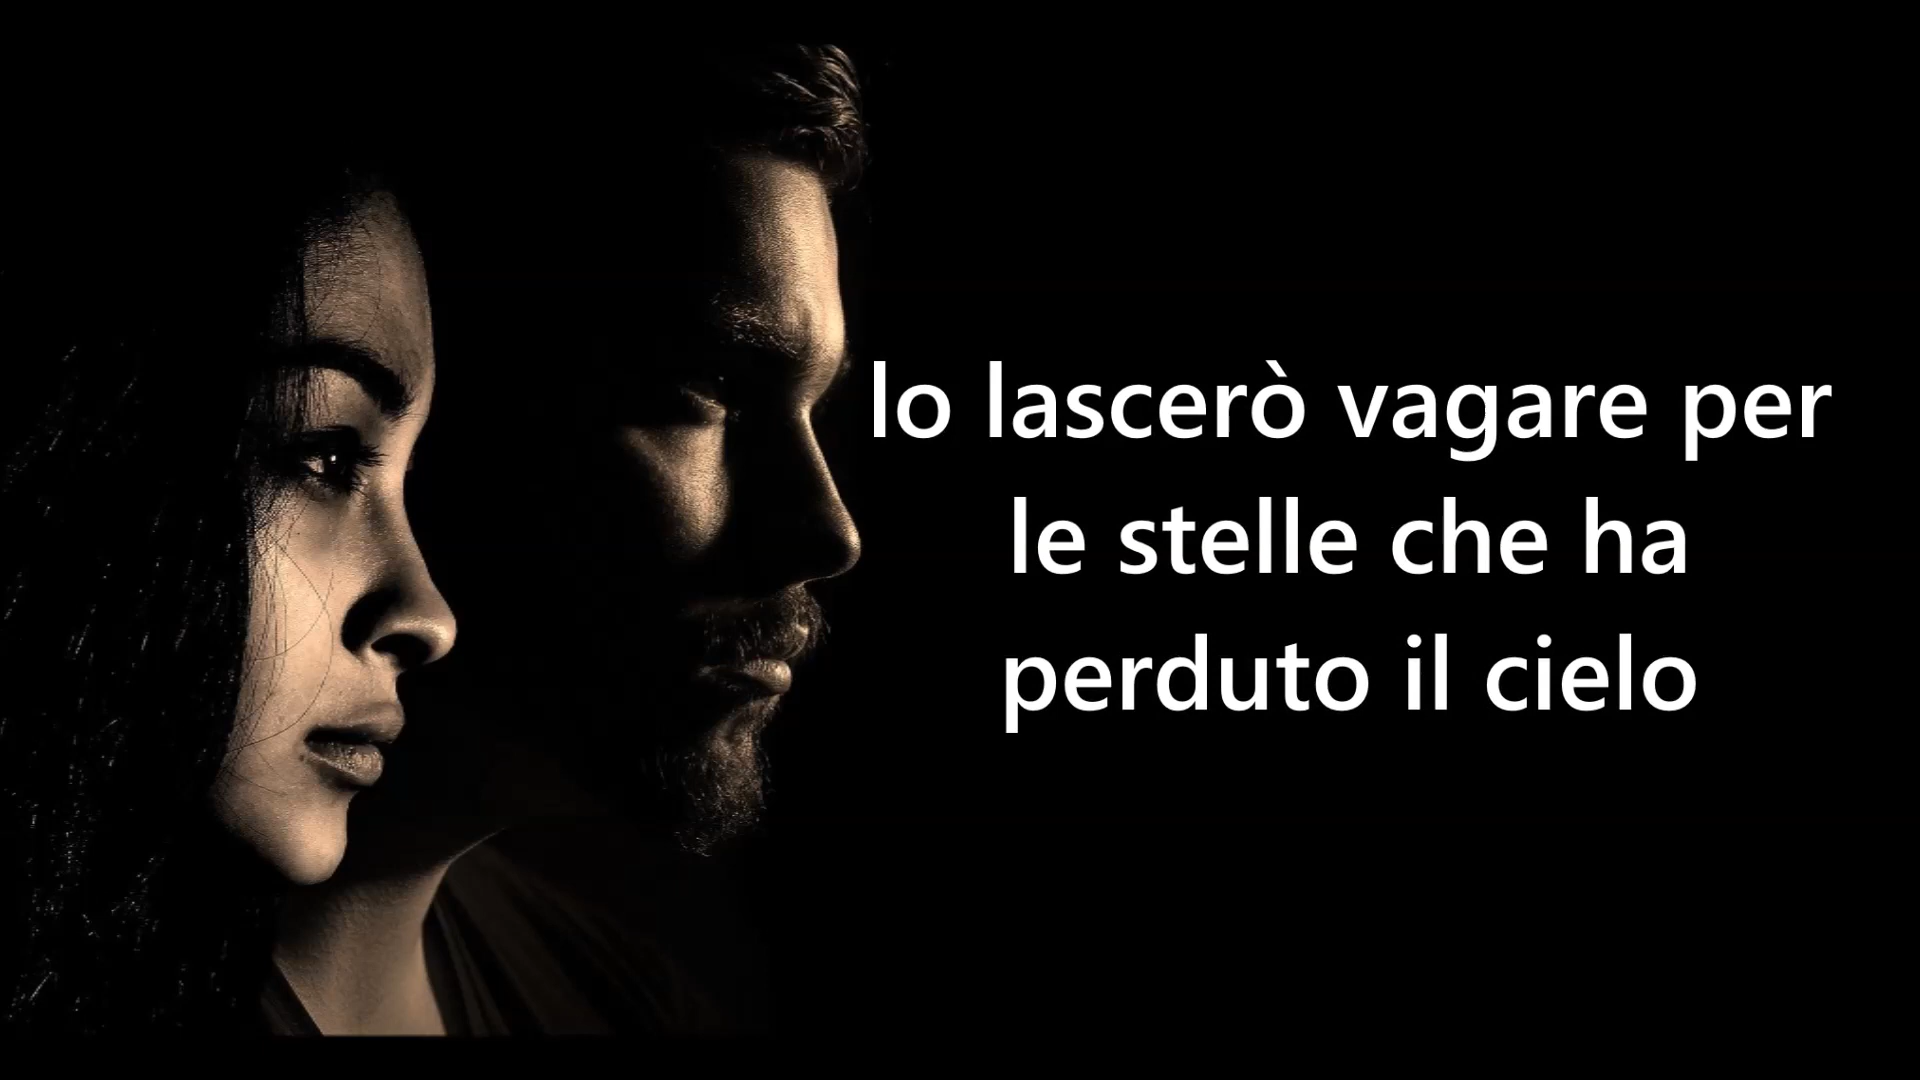 lo lascerò vagare per
le stelle che ha
perduto il cielo